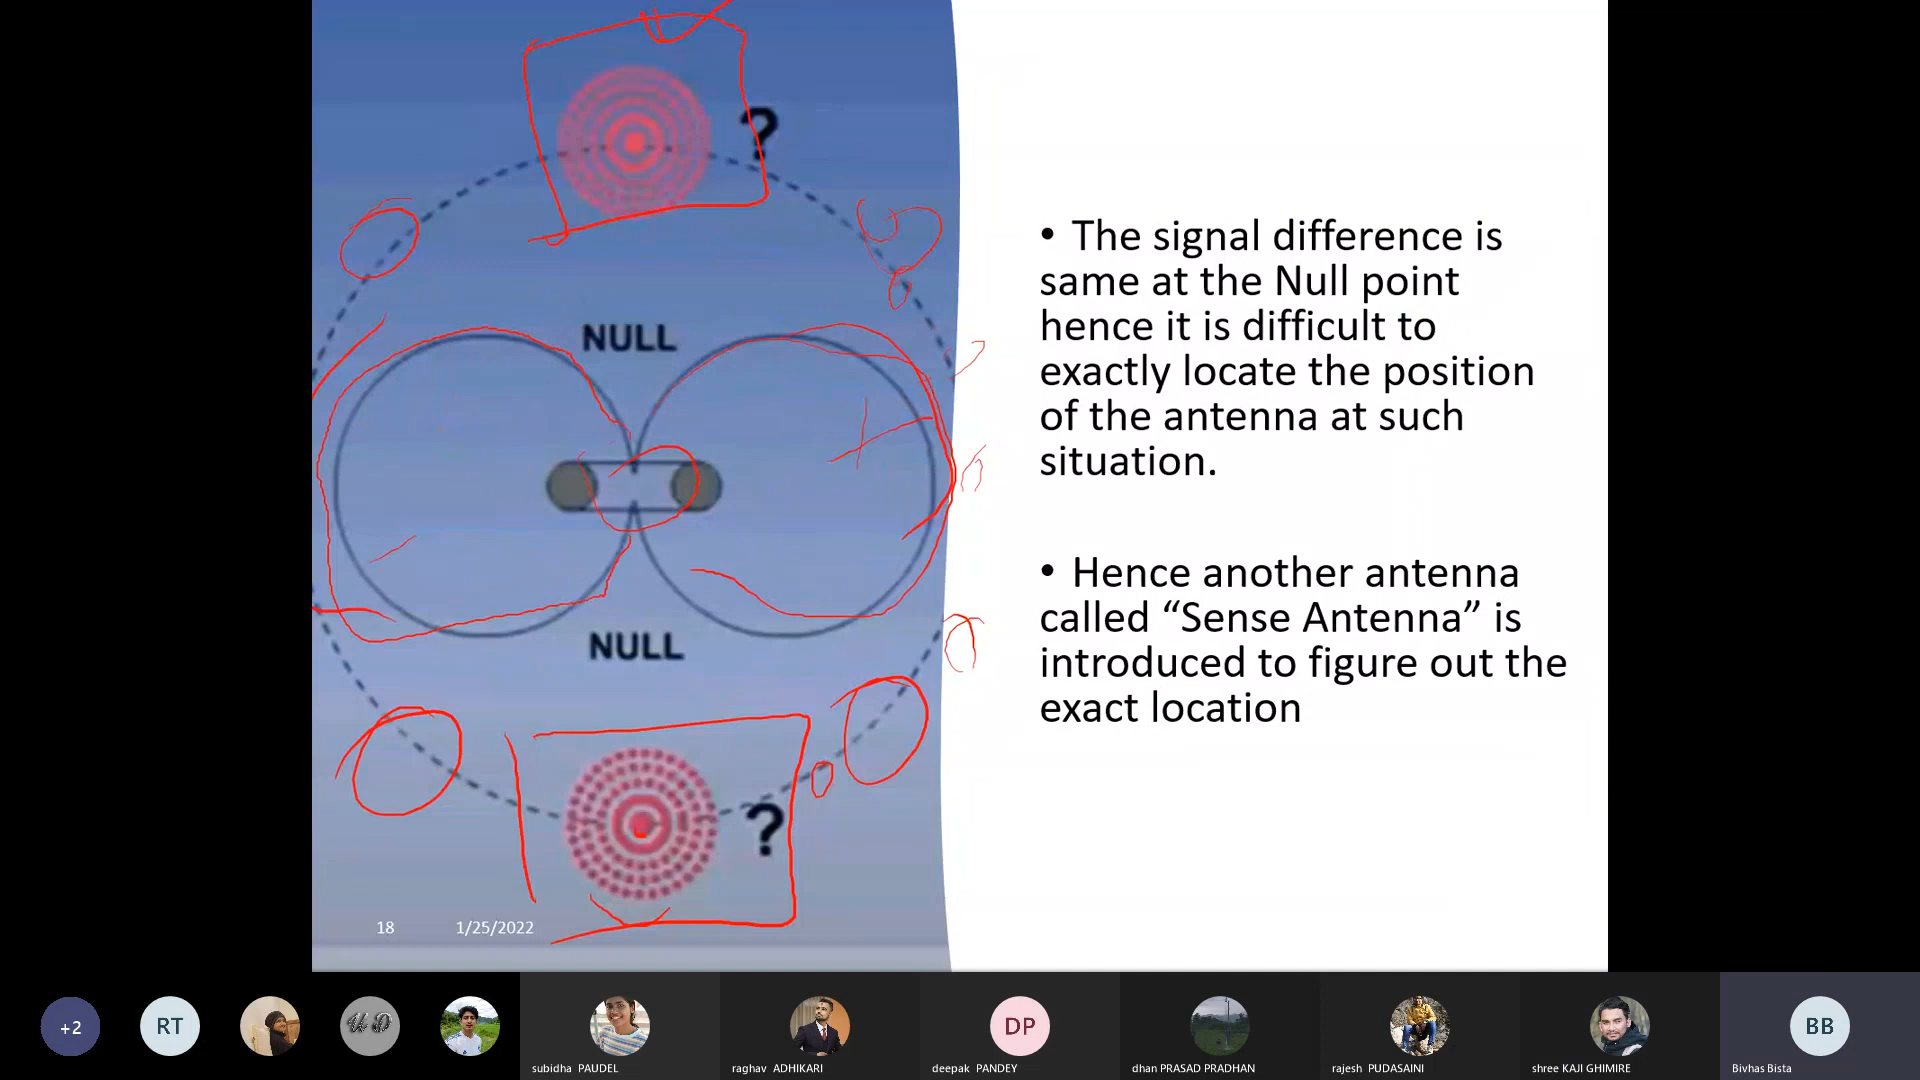 ?
NULL
NULL
?
18 1/25/2022
• The signal difference is
same at the Null point
hence it is difficult to
exactly locate the position
of the antenna at such
situation.
• Hence another antenna
called “Sense Antenna” is
introduced to figure out the
exact location
+2
RT
U D
DP
BB
subidha PAUDEL
raghav ADHIKARI
deepak PANDEY
dhan PRASAD PRADHAN
rajesh PUDASAINI
shree KAJI GHIMIRE
Bivhas Bista